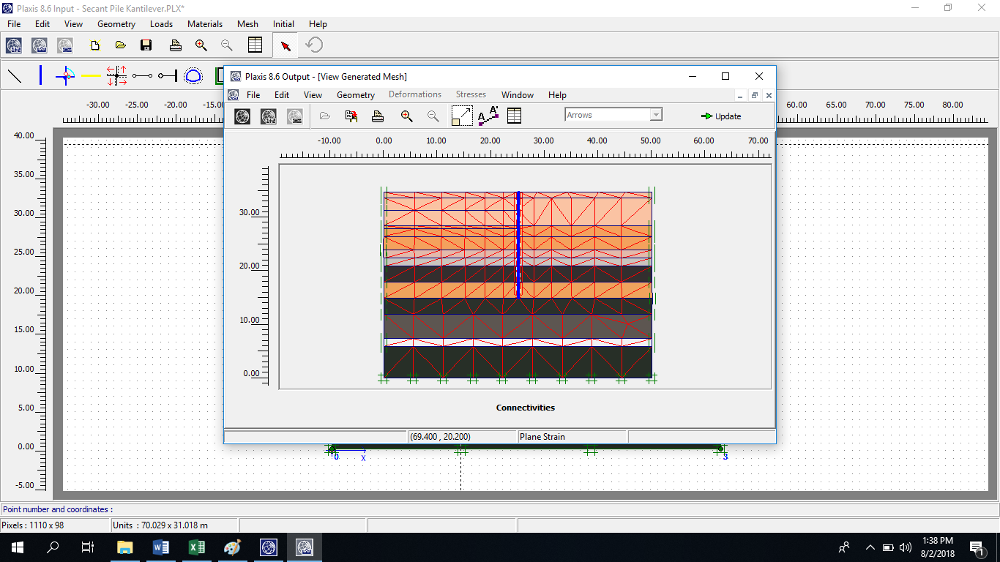 Plaxis 8.6 Input - Secant Pile Kantilever.PLX*
File Edit View Geometry Loads Materials Mesh Initial Help
-30.00 -25.00 -20.00 -15.0 60.00 65.00 70.00 75.00 80.00
40.00
35.00
30.00
25.00
20.00
15.00
10.00
5.00
0.00
-5.00
Plaxis 8.6 Output - [View Generated Mesh]
File Edit View Geometry Deformations Stresses Window Help
A A'
Arrows
Update
-10.00 0.00 10.00 20.00 30.00 40.00 50.00 60.00 70.00
30.00
20.00
10.00
0.00
Connectivities
(69.400 , 20.200) Plane Strain
0 X 3
Point number and coordinates :
Pixels : 1110 x 98 Units : 70.029 x 31.018 m
1:38 PM
8/2/2018
1